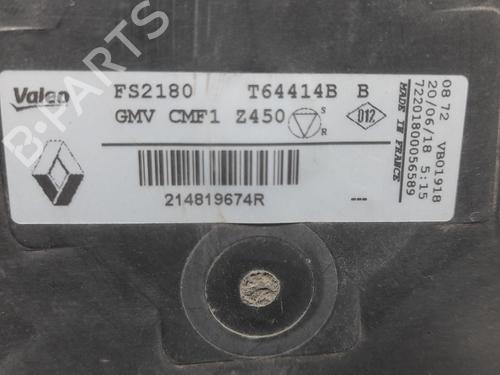 Valeo
FS2180 T64414B B
GMV CMF1 Z450
S
R
D12
214819674R
---
08 72 VB01918
20/06/18 5:15
72201800056589
MADE IN FRANCE
B-PARTS